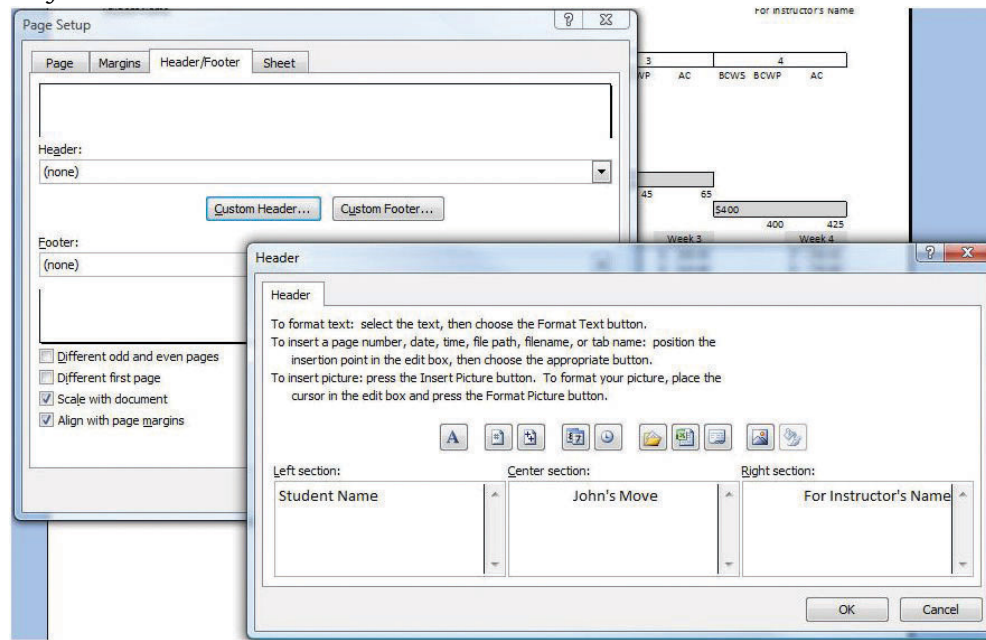 For Instructor's Name
Page Setup
Page Margins Header/Footer Sheet
3 4
AC BCWS BCWP AC
Header:
(none)
45 65
Custom Header... Custom Footer...
$400
400 425
Week 3 Week 4
Footer:
(none)
Header
Header
To format text: select the text, then choose the Format Text button.
To insert a page number, date, time, file path, filename, or tab name: position the
insertion point in the edit box, then choose the appropriate button.
To insert picture: press the Insert Picture button. To format your picture, place the
cursor in the edit box and press the Format Picture button.
Different odd and even pages
Different first page
Scale with document
Align with page margins
Left section: Center section: Right section:
Student Name John's Move For Instructor's Name
OK Cancel